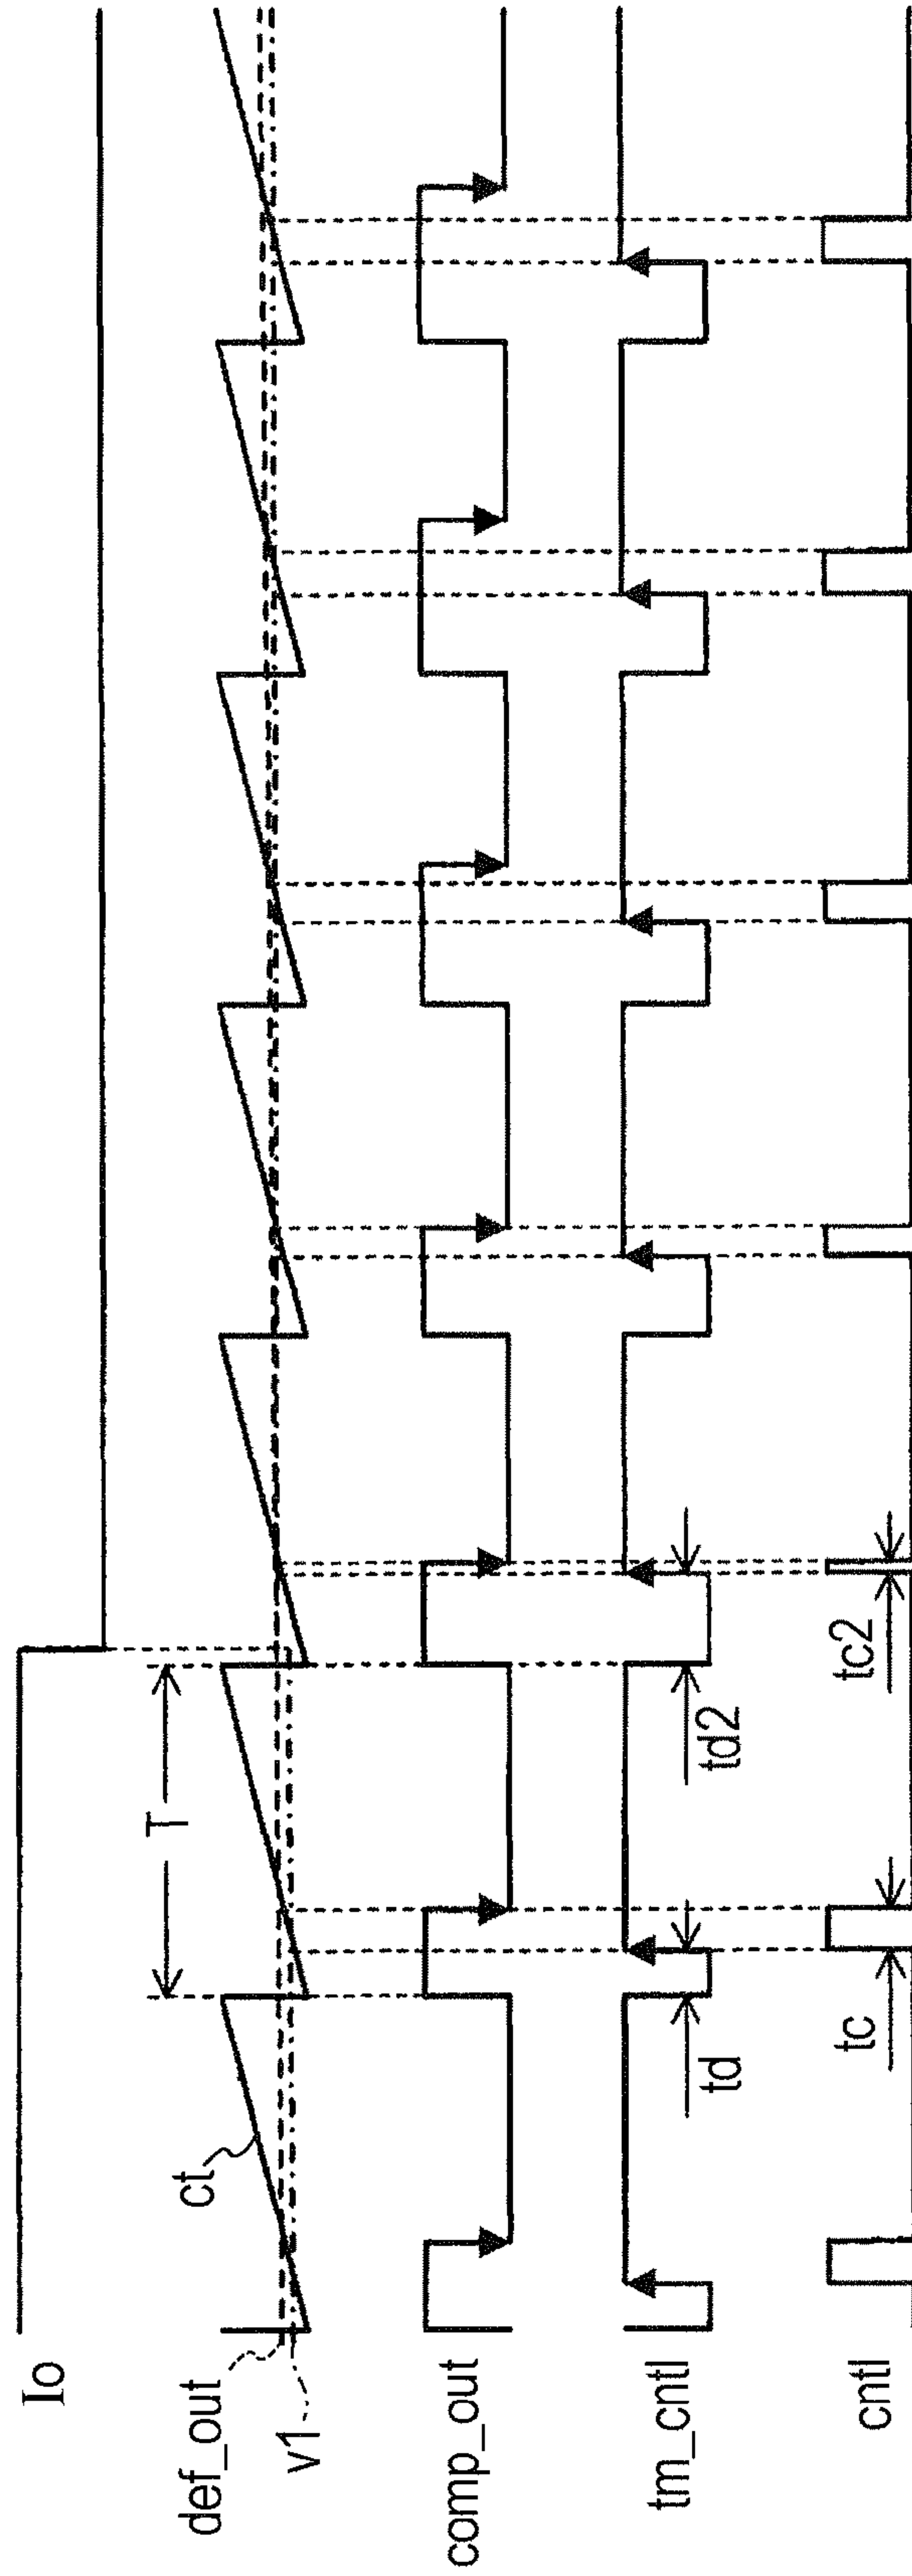 Io
T
ct
def_out
v1
comp_out
tm_cntl
td
td2
cntl
tc
tc2